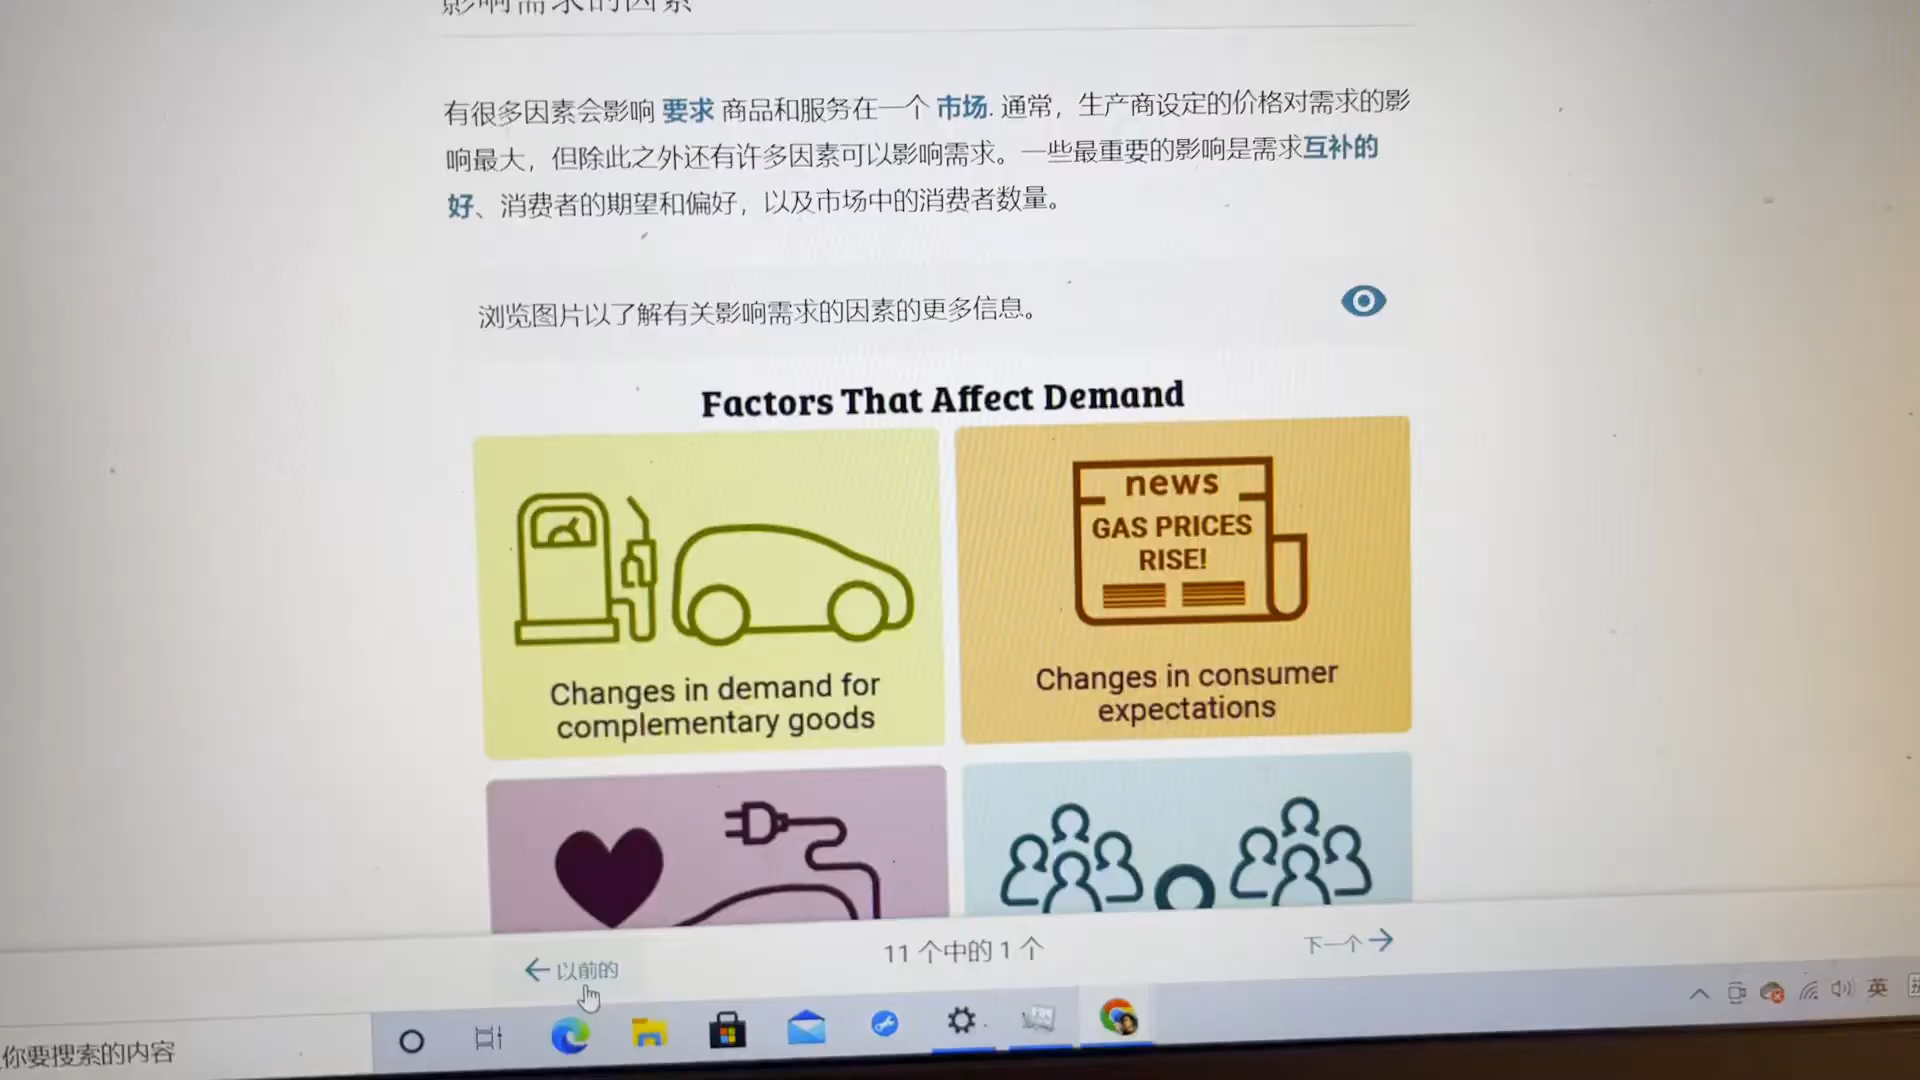 影响需求的因素
有很多因素会影响 要求 商品和服务在一个 市场. 通常，生产商设定的价格对需求的影
响最大，但除此之外还有许多因素可以影响需求。一些最重要的影响是需求互补的
好、消费者的期望和偏好，以及市场中的消费者数量。
浏览图片以了解有关影响需求的因素的更多信息。
Factors That Affect Demand
news
GAS PRICES
RISE!
Changes in demand for
complementary goods
Changes in consumer
expectations
← 以前的
11 个中的 1 个
下一个 →
你要搜索的内容
英